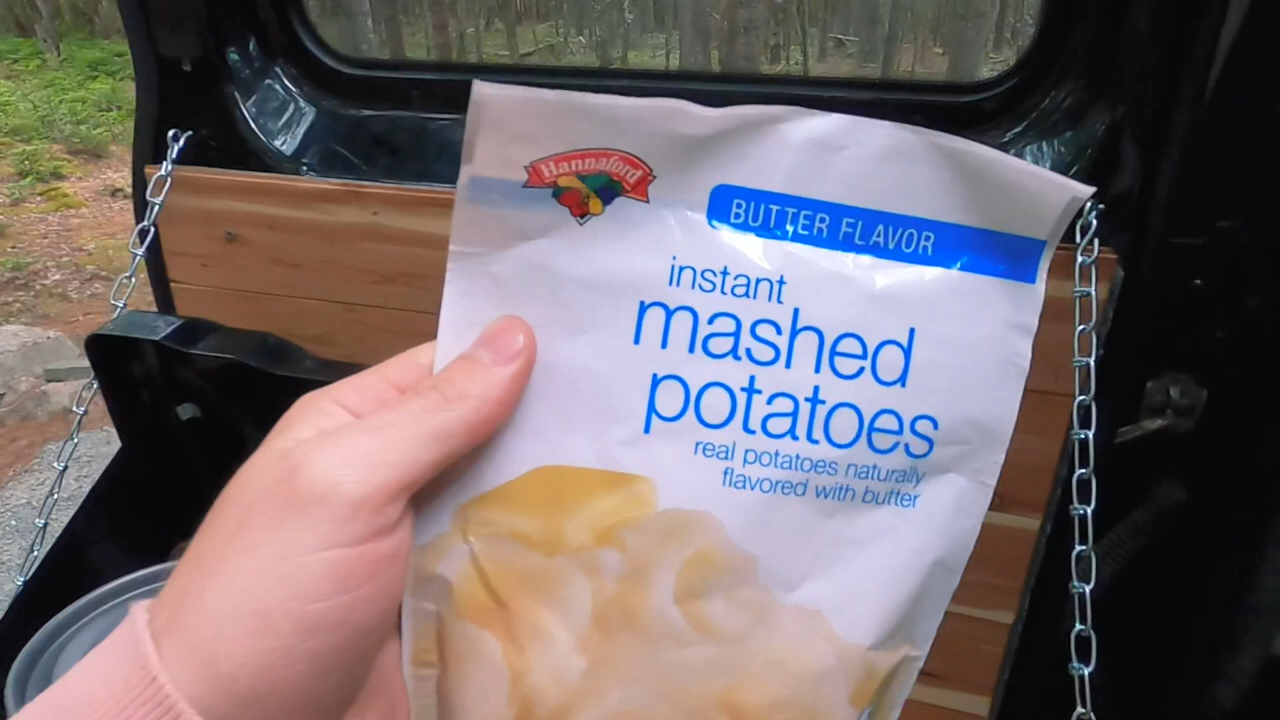 Hannaford
BUTTER FLAVOR
instant
mashed
potatoes
real potatoes naturally
flavored with butter